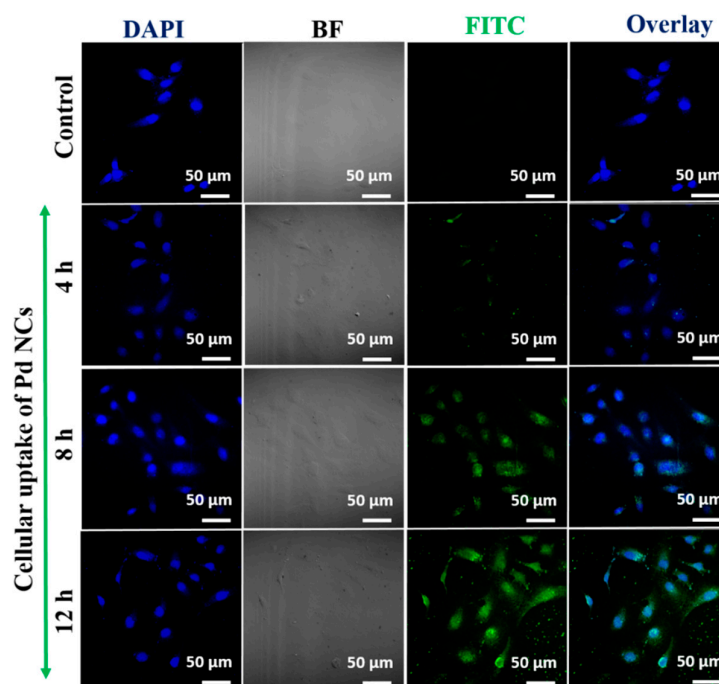 DAPI BF FITC Overlay
Control
50 µm 50 µm 50 µm 50 µm
Cellular uptake of Pd NCs
4 h
50 µm 50 µm 50 µm 50 µm
8 h
50 µm 50 µm 50 µm 50 µm
12 h
50 µm 50 µm 50 µm 50 µm